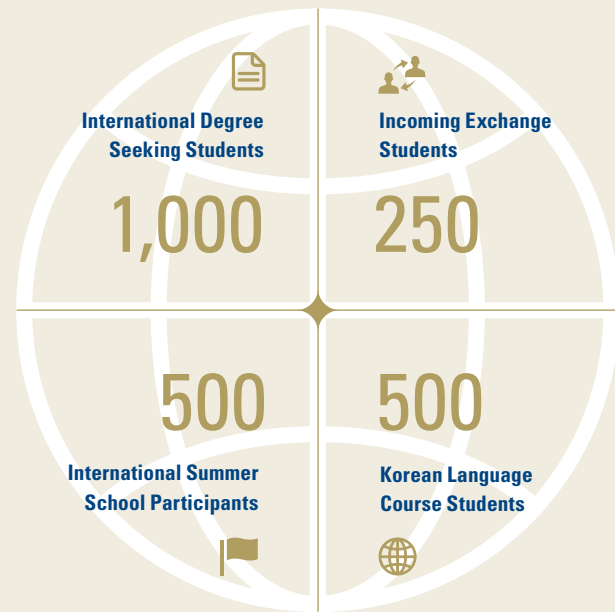 International Degree
Seeking Students
1,000
Incoming Exchange
Students
250
500
International Summer
School Participants
500
Korean Language
Course Students